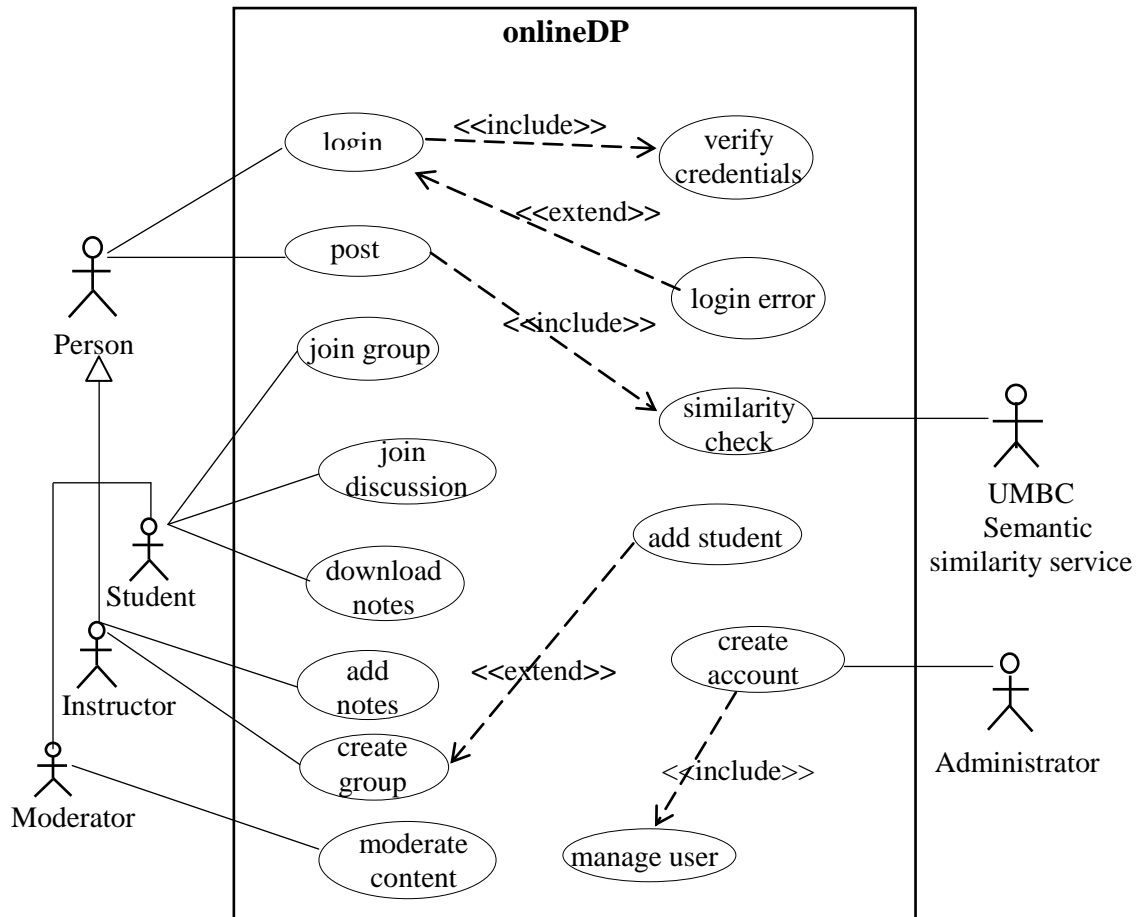 onlineDP
login
<<include>>
verify
credentials
<<extend>>
post
login error
<<include>>
Person
join group
similarity
check
join
discussion
UMBC
Semantic
similarity service
add student
download
notes
Student
create
account
<<extend>>
add
notes
Instructor
create
group
<<include>>
Administrator
Moderator
moderate
content
manage user